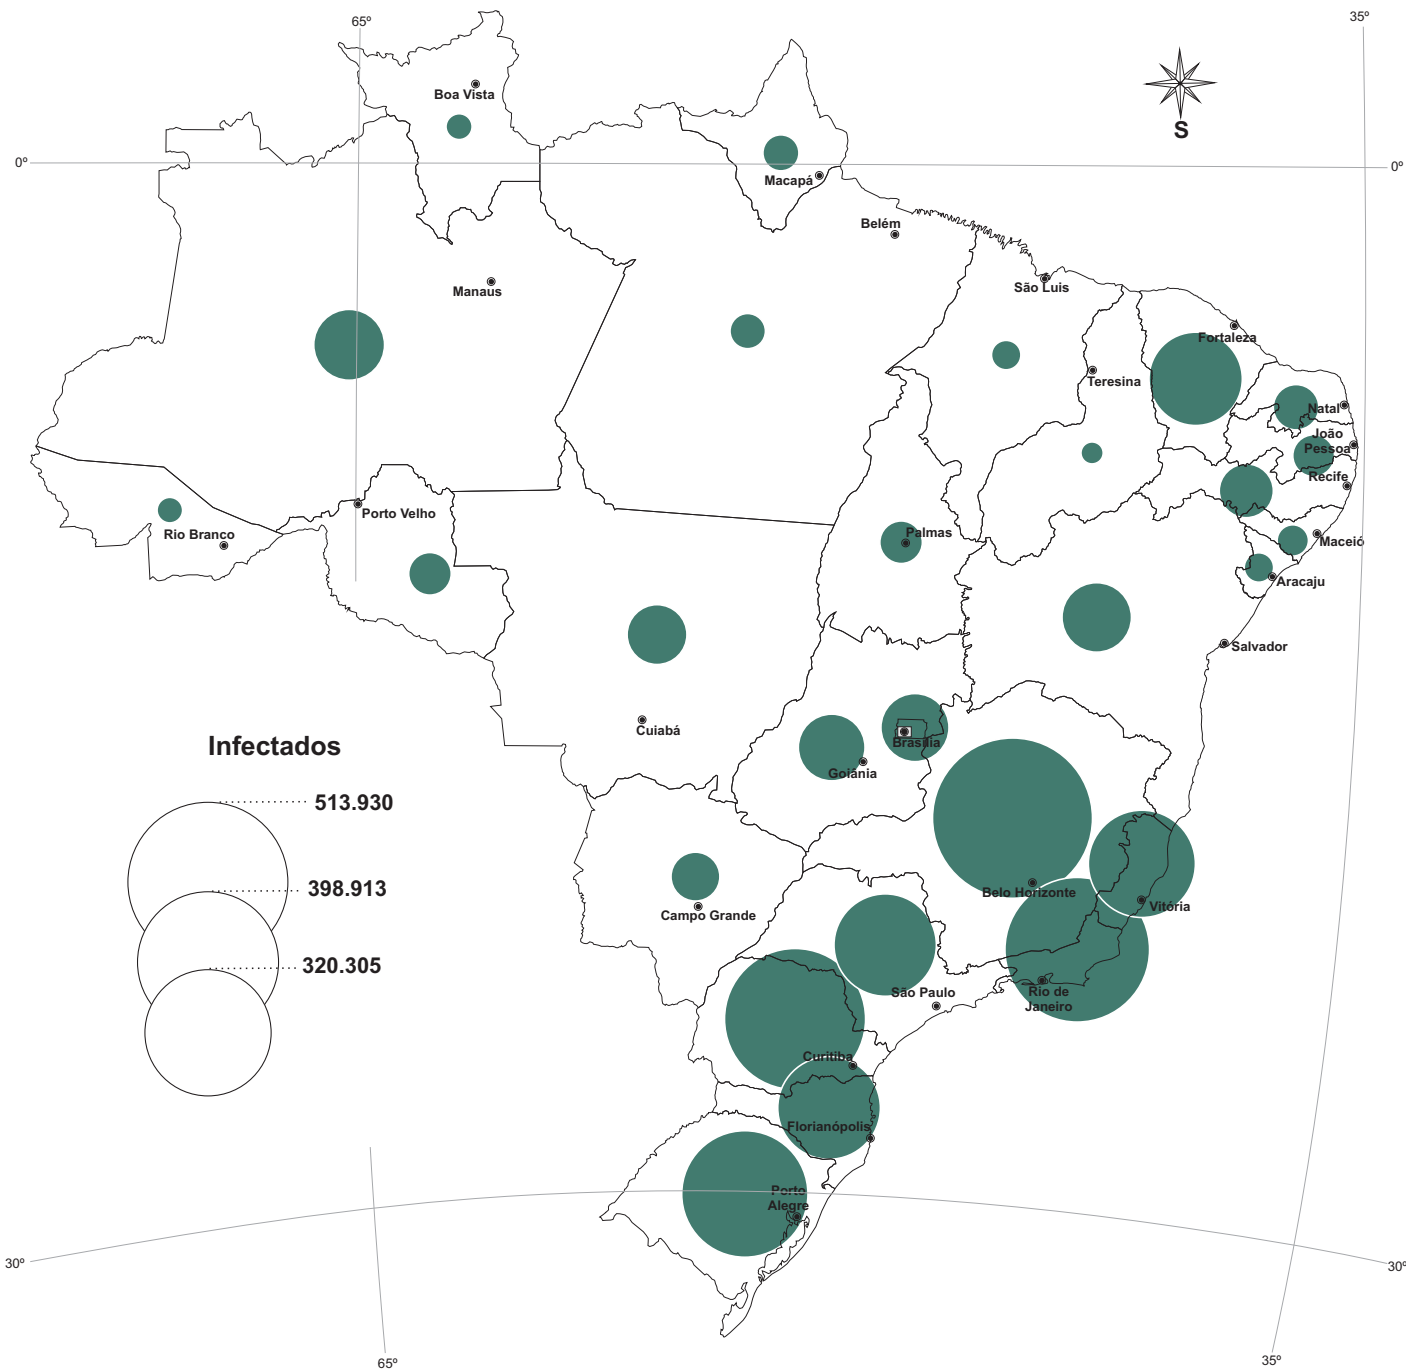 65º
35º
Boa Vista
S
0º
0º
Macapá
Belém
Manaus
São Luis
Fortaleza
Teresina
Natal
João
Pessoa
Recife
Porto Velho
Rio Branco
Palmas
Maceió
Aracaju
Salvador
Cuiabá
Brasília
Goiânia
Infectados
513.930
398.913
320.305
Belo Horizonte
Vitória
Campo Grande
São Paulo
Rio de
Janeiro
Curitiba
Florianópolis
Porto
Alegre
30º
30º
65º
35º